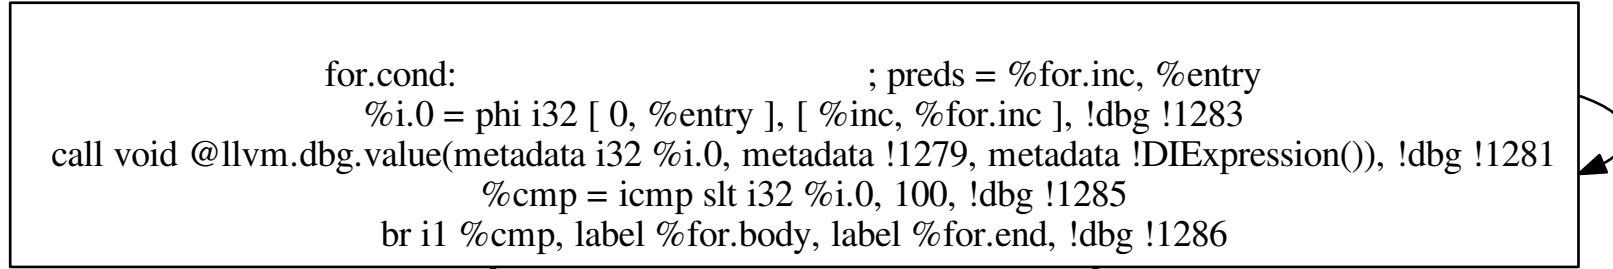 for.cond: ; preds = %for.inc, %entry
%i.0 = phi i32 [ 0, %entry ], [ %inc, %for.inc ], !dbg !1283
call void @llvm.dbg.value(metadata i32 %i.0, metadata !1279, metadata !DIExpression()), !dbg !1281
%cmp = icmp slt i32 %i.0, 100, !dbg !1285
br i1 %cmp, label %for.body, label %for.end, !dbg !1286